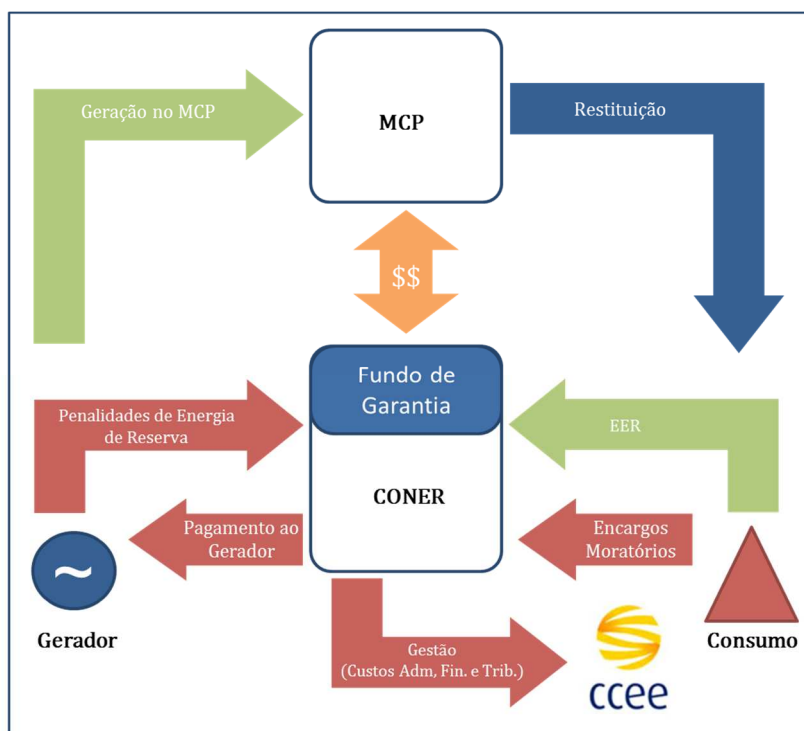 Geração no MCP
MCP
Restituição
$$
Fundo de
Garantia
Penalidades de Energia
de Reserva
EER
CONER
Pagamento ao
Gerador
Encargos
Moratórios
~
Gerador
Consumo
Gestão
(Custos Adm, Fin. e Trib.)
ccee